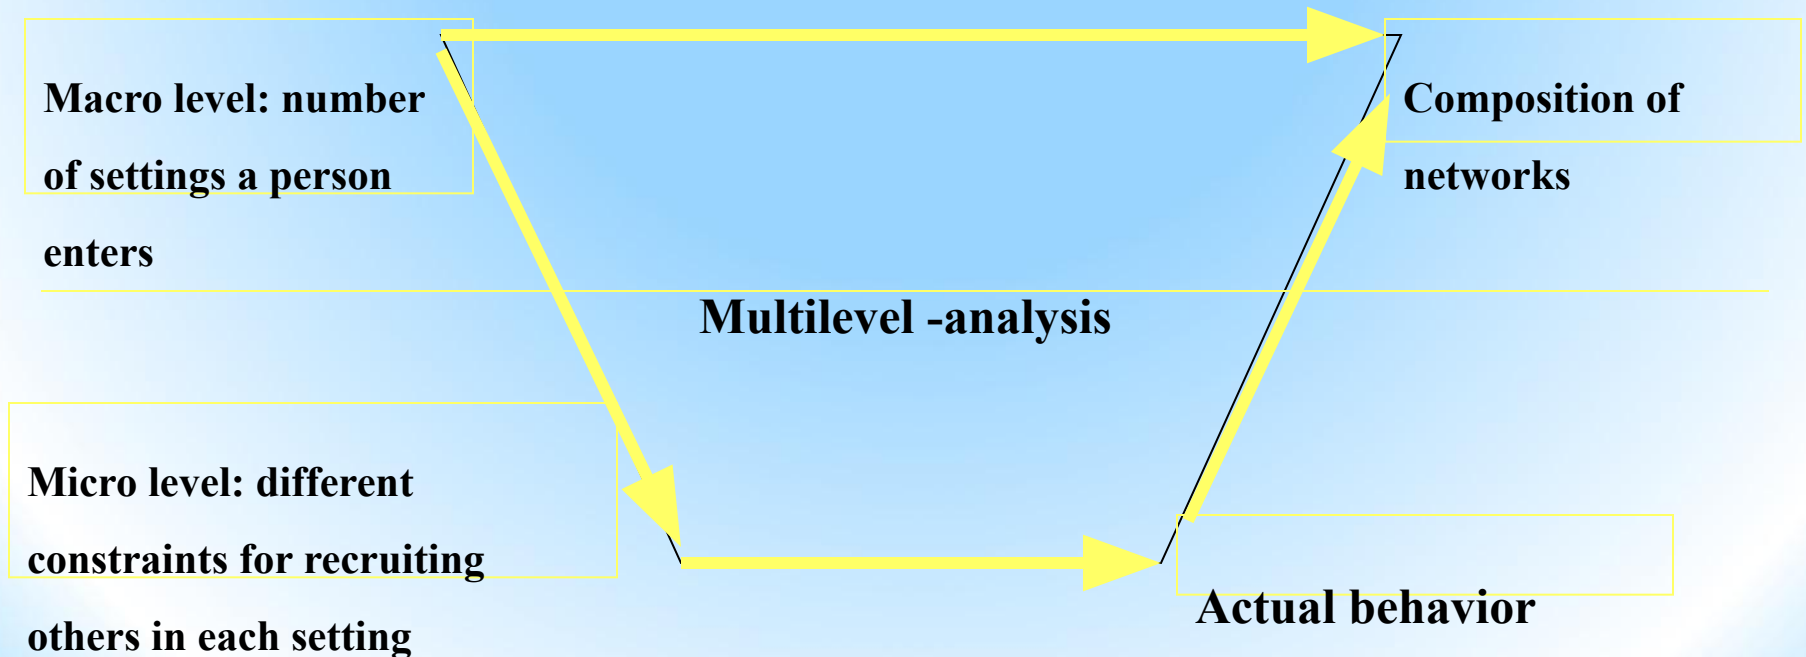 Macro level: number
of settings a person
enters
Composition of
networks
Multilevel -analysis
Micro level: different
constraints for recruiting
others in each setting
Actual behavior